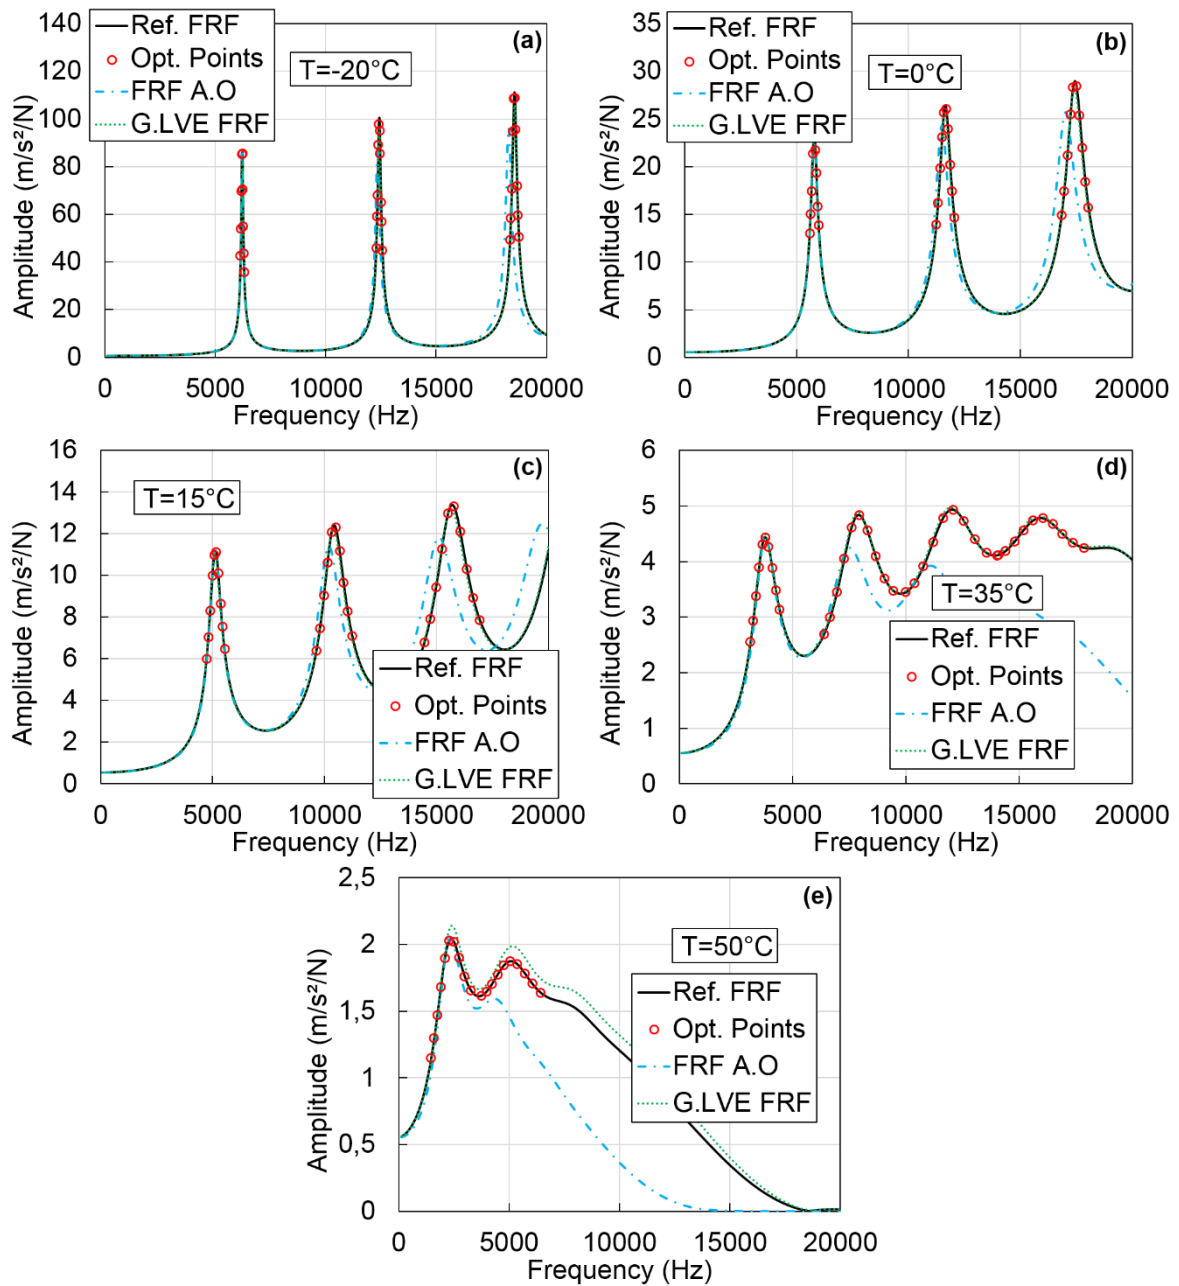 Ref. FRF
Opt. Points
FRF A.O
G.LVE FRF
(a)
T=-20°C
Amplitude (m/s²/N)
140
120
100
80
60
40
20
0
0 5000 10000 15000 20000
Frequency (Hz)
Ref. FRF
Opt. Points
FRF A.O
G.LVE FRF
(b)
T=0°C
Amplitude (m/s²/N)
35
30
25
20
15
10
5
0
0 5000 10000 15000 20000
Frequency (Hz)
(c)
T=15°C
Amplitude (m/s²/N)
16
14
12
10
8
6
4
2
0
Ref. FRF
Opt. Points
FRF A.O
G.LVE FRF
0 5000 10000 15000 20000
Frequency (Hz)
(d)
T=35°C
Amplitude (m/s²/N)
6
5
4
3
2
1
0
Ref. FRF
Opt. Points
FRF A.O
G.LVE FRF
0 5000 10000 15000 20000
Frequency (Hz)
(e)
T=50°C
Amplitude (m/s²/N)
2,5
2
1,5
1
0,5
0
Ref. FRF
Opt. Points
FRF A.O
G.LVE FRF
0 5000 10000 15000 20000
Frequency (Hz)